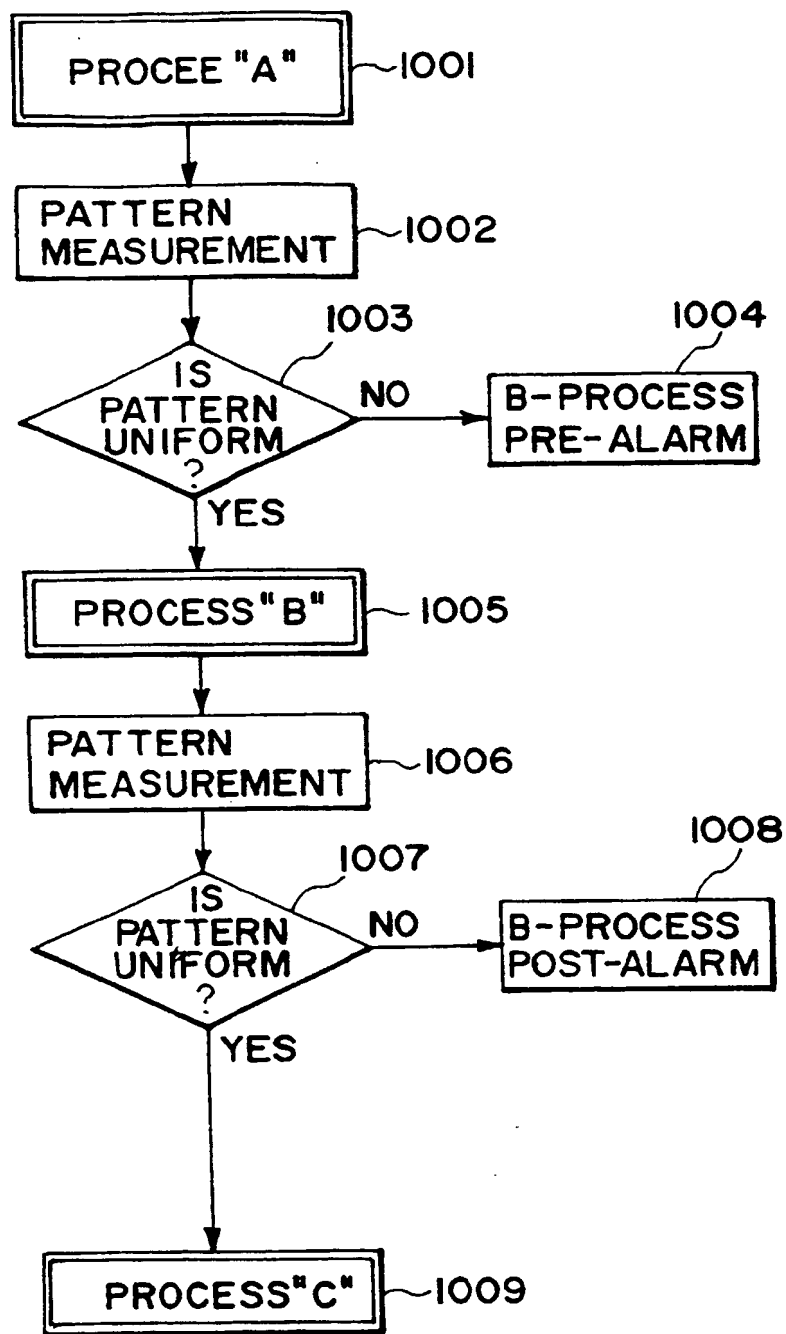 PROCEE "A"
1001
PATTERN
MEASUREMENT
1002
1003
IS
PATTERN
UNIFORM
?
NO
1004
B-PROCESS
PRE-ALARM
YES
PROCESS "B"
1005
PATTERN
MEASUREMENT
1006
1007
IS
PATTERN
UNIFORM
?
NO
1008
B-PROCESS
POST-ALARM
YES
PROCESS "C"
1009